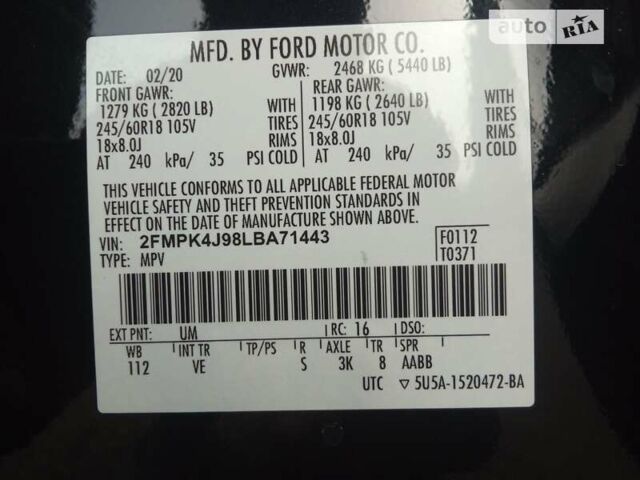 auto RIA
MFD. BY FORD MOTOR CO.
DATE: 02/20 GVWR: 2468 KG ( 5440 LB)
FRONT GAWR: REAR GAWR:
1279 KG ( 2820 LB) WITH 1198 KG ( 2640 LB) WITH
245/60R18 105V TIRES 245/60R18 105V TIRES
18x8.0J RIMS 18x8.0J RIMS
AT 240 kPa/ 35 PSI COLD AT 240 kPa/ 35 PSI COLD
THIS VEHICLE CONFORMS TO ALL APPLICABLE FEDERAL MOTOR
VEHICLE SAFETY AND THEFT PREVENTION STANDARDS IN
EFFECT ON THE DATE OF MANUFACTURE SHOWN ABOVE.
VIN: 2FMPK4J98LBA71443 F0112
TYPE: MPV T0371
EXT PNT: UM RC: 16 DSO:
WB INT TR TP/PS R AXLE TR SPR
112 VE S 3K 8 AABB
UTC ▽ 5U5A-1520472-BA